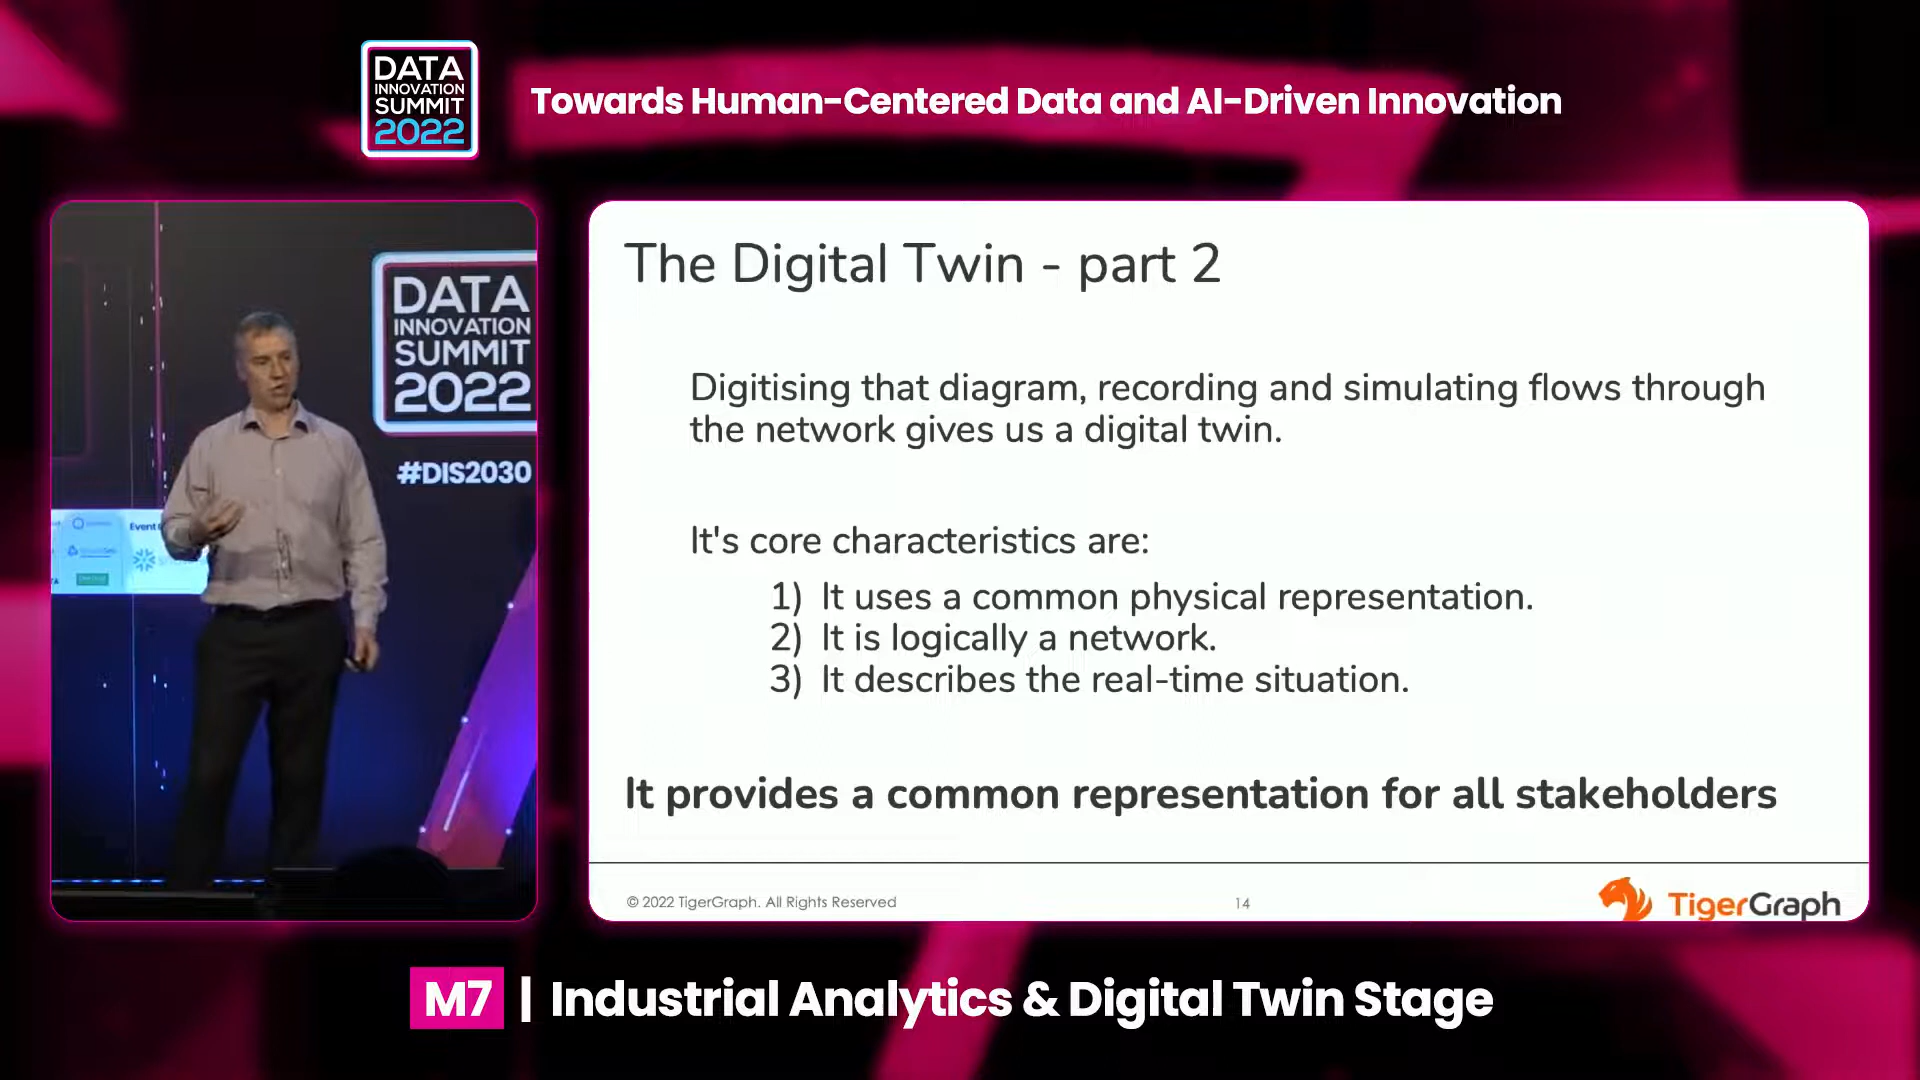 DATA
INNOVATION
SUMMIT
2022
Towards Human-Centered Data and AI-Driven Innovation
DATA
INNOVATION
SUMMIT
2022
#DIS2030
Event
The Digital Twin - part 2
Digitising that diagram, recording and simulating flows through
the network gives us a digital twin.
It's core characteristics are:
1) It uses a common physical representation.
2) It is logically a network.
3) It describes the real-time situation.
It provides a common representation for all stakeholders
© 2022 TigerGraph. All Rights Reserved
14
TigerGraph
M7 | Industrial Analytics & Digital Twin Stage